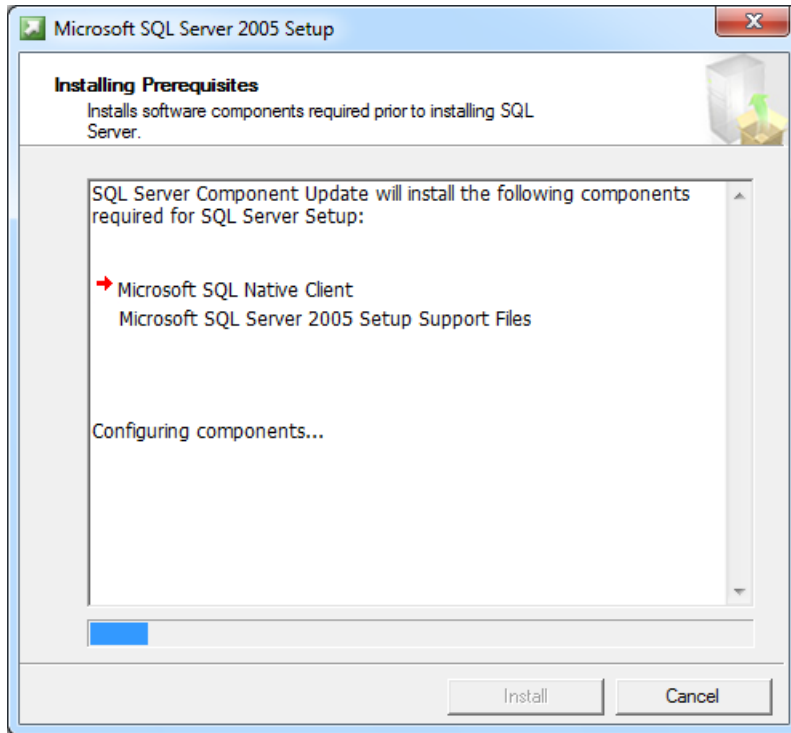 Microsoft SQL Server 2005 Setup
Installing Prerequisites
Installs software components required prior to installing SQL
Server.
SQL Server Component Update will install the following components
required for SQL Server Setup:
Microsoft SQL Native Client
Microsoft SQL Server 2005 Setup Support Files
Configuring components...
Install
Cancel